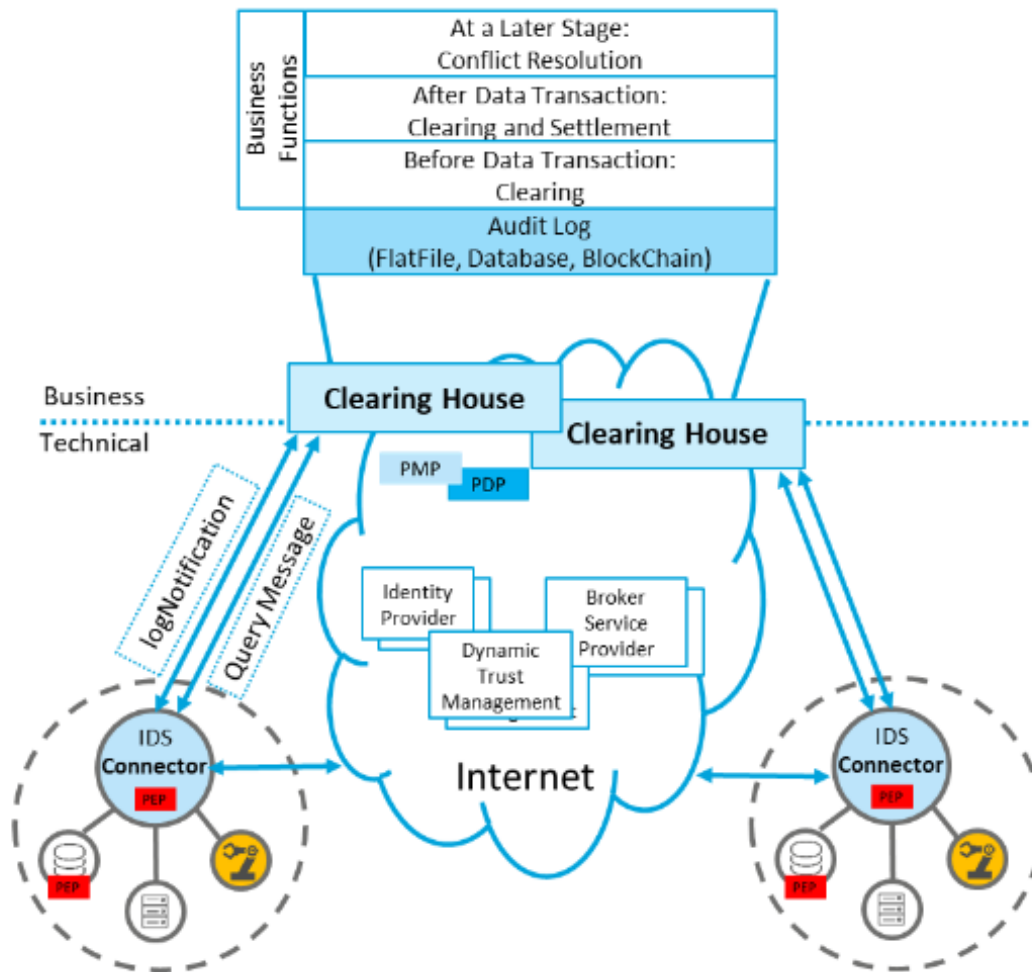 Business
Functions
At a Later Stage:
Conflict Resolution
After Data Transaction:
Clearing and Settlement
Before Data Transaction:
Clearing
Audit Log
(FlatFile, Database, BlockChain)
Business
Technical
Clearing House
Clearing House
PMP
PDP
logNotification
Query Message
Identity
Provider
Broker
Service
Provider
Dynamic
Trust
Management
Internet
IDS
Connector
PEP
PEP
IDS
Connector
PEP
PEP